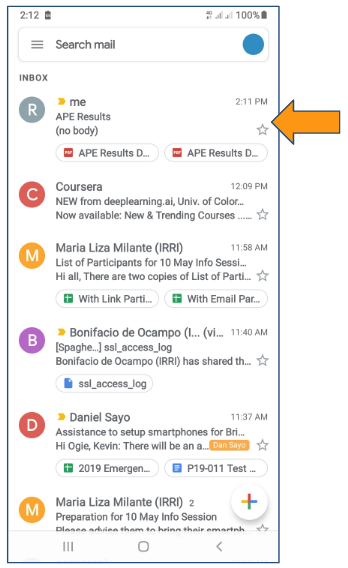 2:12 100%
Search mail
INBOX
R me 2:11 PM
APE Results
(no body)
PDF APE Results D... PDF APE Results D...
C Coursera 12:09 PM
NEW from deeplearning.ai, Univ. of Color...
Now available: New & Trending Courses ......
M Maria Liza Milante (IRRI) 11:58 AM
List of Participants for 10 May Info Sessi...
Hi all, There are two copies of List of Parti...
With Link Parti... With Email Par...
B Bonifacio de Ocampo (I... (vi... 11:40 AM
[Spaghe...] ssl_access_log
Bonifacio de Ocampo (IRRI) has shared th...
ssl_access_log
D Daniel Sayo 11:37 AM
Assistance to setup smartphones for Bri...
Hi Ogie, Kevin: There will be an a... Dan Sayo
2019 Emergen... P19-011 Test ...
M Maria Liza Milante (IRRI) 2
Preparation for 10 May Info Session
Please advise them to bring their smartph